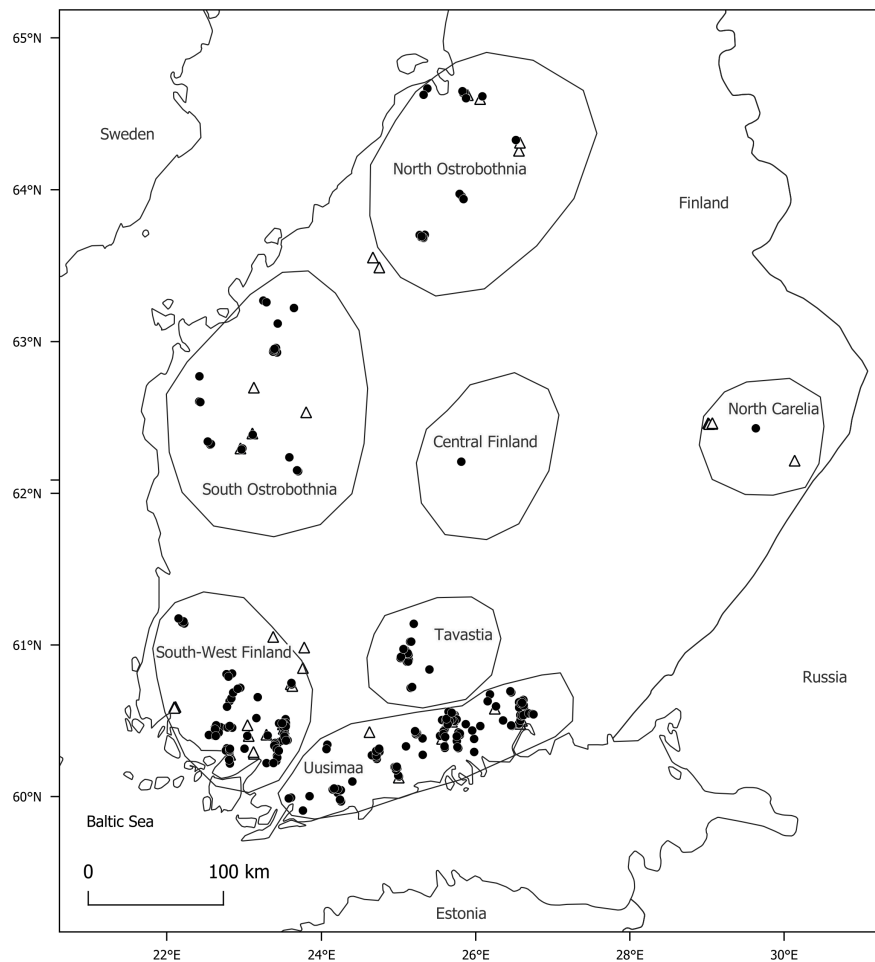 65°N
Sweden
North Ostrobothnia
64°N
Finland
63°N
North Carelia
Central Finland
South Ostrobothnia
62°N
61°N
Tavastia
South-West Finland
Russia
Uusimaa
60°N
Baltic Sea
0 100 km
Estonia
22°E 24°E 26°E 28°E 30°E